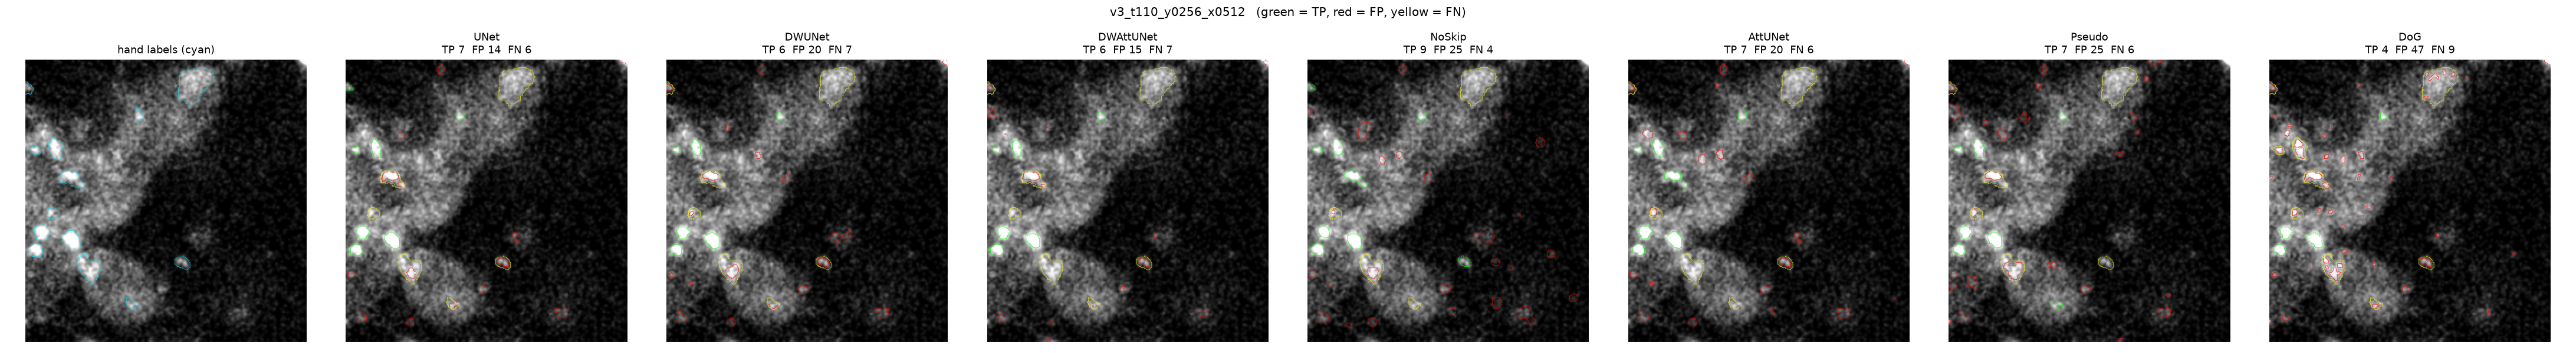 v3_t110_y0256_x0512   (green = TP, red = FP, yellow = FN)
hand labels (cyan)
UNet
TP 7  FP 14  FN 6
DWUNet
TP 6  FP 20  FN 7
DWAttUNet
TP 6  FP 15  FN 7
NoSkip
TP 9  FP 25  FN 4
AttUNet
TP 7  FP 20  FN 6
Pseudo
TP 7  FP 25  FN 6
DoG
TP 4  FP 47  FN 9